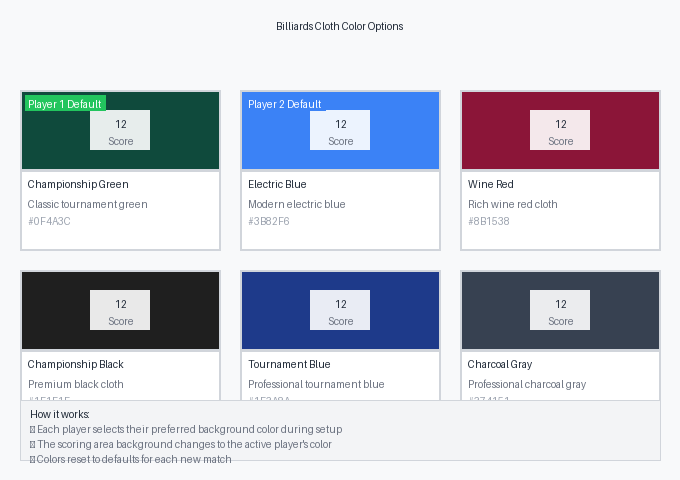 Billiards Cloth Color Options
Player 1 Default
12
Score
Player 2 Default
12
Score
12
Score
Championship Green
Classic tournament green
#0F4A3C
Electric Blue
Modern electric blue
#3B82F6
Wine Red
Rich wine red cloth
#8B1538
12
Score
12
Score
12
Score
Championship Black
Premium black cloth
Tournament Blue
Professional tournament blue
Charcoal Gray
Professional charcoal gray
How it works:
Each player selects their preferred background color during setup
The scoring area background changes to the active player's color
Colors reset to defaults for each new match